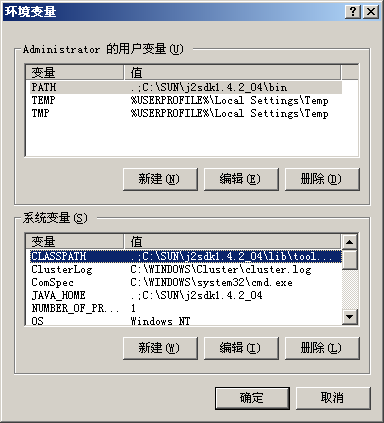 环境变量
Administrator 的用户变量(U)
变量 值
PATH .;C:\SUN\j2sdk1.4.2_04\bin
TEMP %USERPROFILE%\Local Settings\Temp
TMP %USERPROFILE%\Local Settings\Temp
新建(N) 编辑(E) 删除(D)
系统变量(S)
变量 值
CLASSPATH .;C:\SUN\j2sdk1.4.2_04\lib\tool...
ClusterLog C:\WINDOWS\Cluster\cluster.log
ComSpec C:\WINDOWS\system32\cmd.exe
JAVA_HOME .;C:\SUN\j2sdk1.4.2_04
NUMBER_OF_PR... 1
OS Windows_NT
新建(W) 编辑(I) 删除(L)
确定 取消